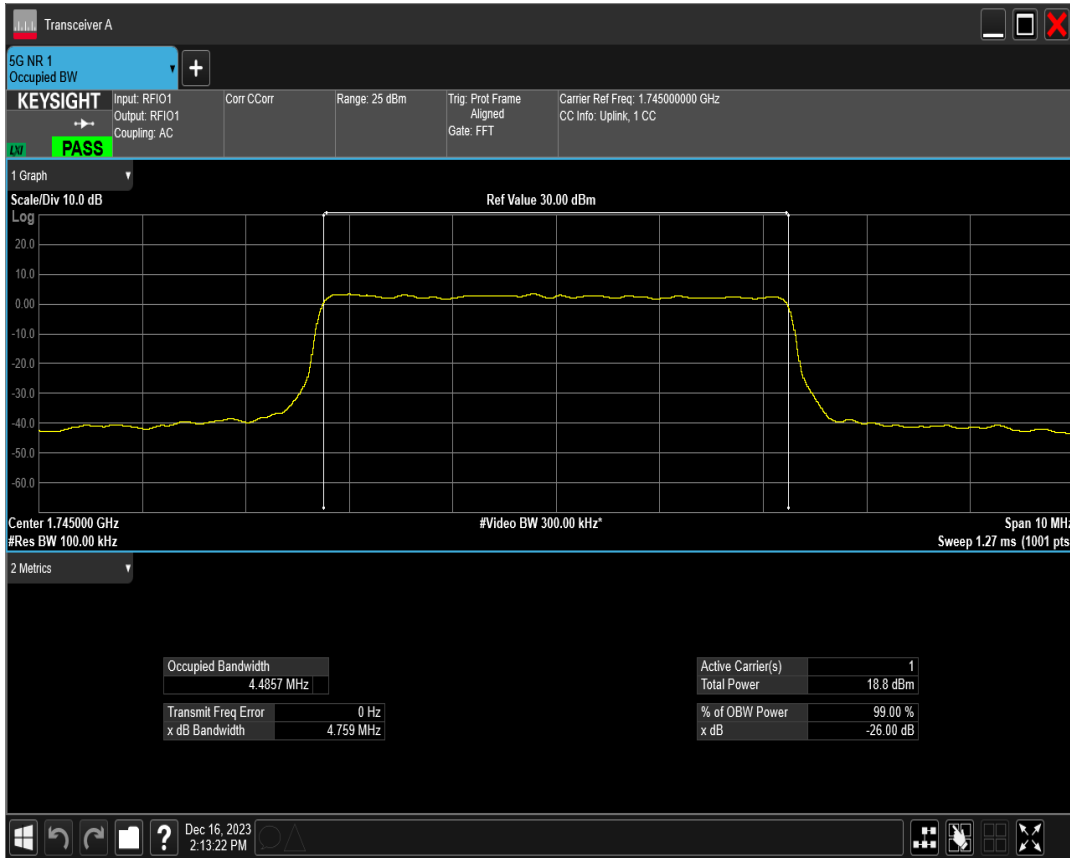 Transceiver A
5G NR 1
Occupied BW
KEYSIGHT
Input: RFIO1
Output: RFIO1
Coupling: AC
Corr CCorr
Range: 25 dBm
Trig: Prot Frame
Aligned
Gate: FFT
Carrier Ref Freq: 1.745000000 GHz
CC Info: Uplink, 1 CC
LXI
PASS
1 Graph
Scale/Div 10.0 dB
Ref Value 30.00 dBm
Log
20.0
10.0
0.00
-10.0
-20.0
-30.0
-40.0
-50.0
-60.0
Center 1.745000 GHz
#Video BW 300.00 kHz*
Span 10 MHz
#Res BW 100.00 kHz
Sweep 1.27 ms (1001 pts
2 Metrics
Occupied Bandwidth
4.4857 MHz
Transmit Freq Error 0 Hz
x dB Bandwidth 4.759 MHz
Active Carrier(s) 1
Total Power 18.8 dBm
% of OBW Power 99.00 %
x dB -26.00 dB
Dec 16, 2023
2:13:22 PM